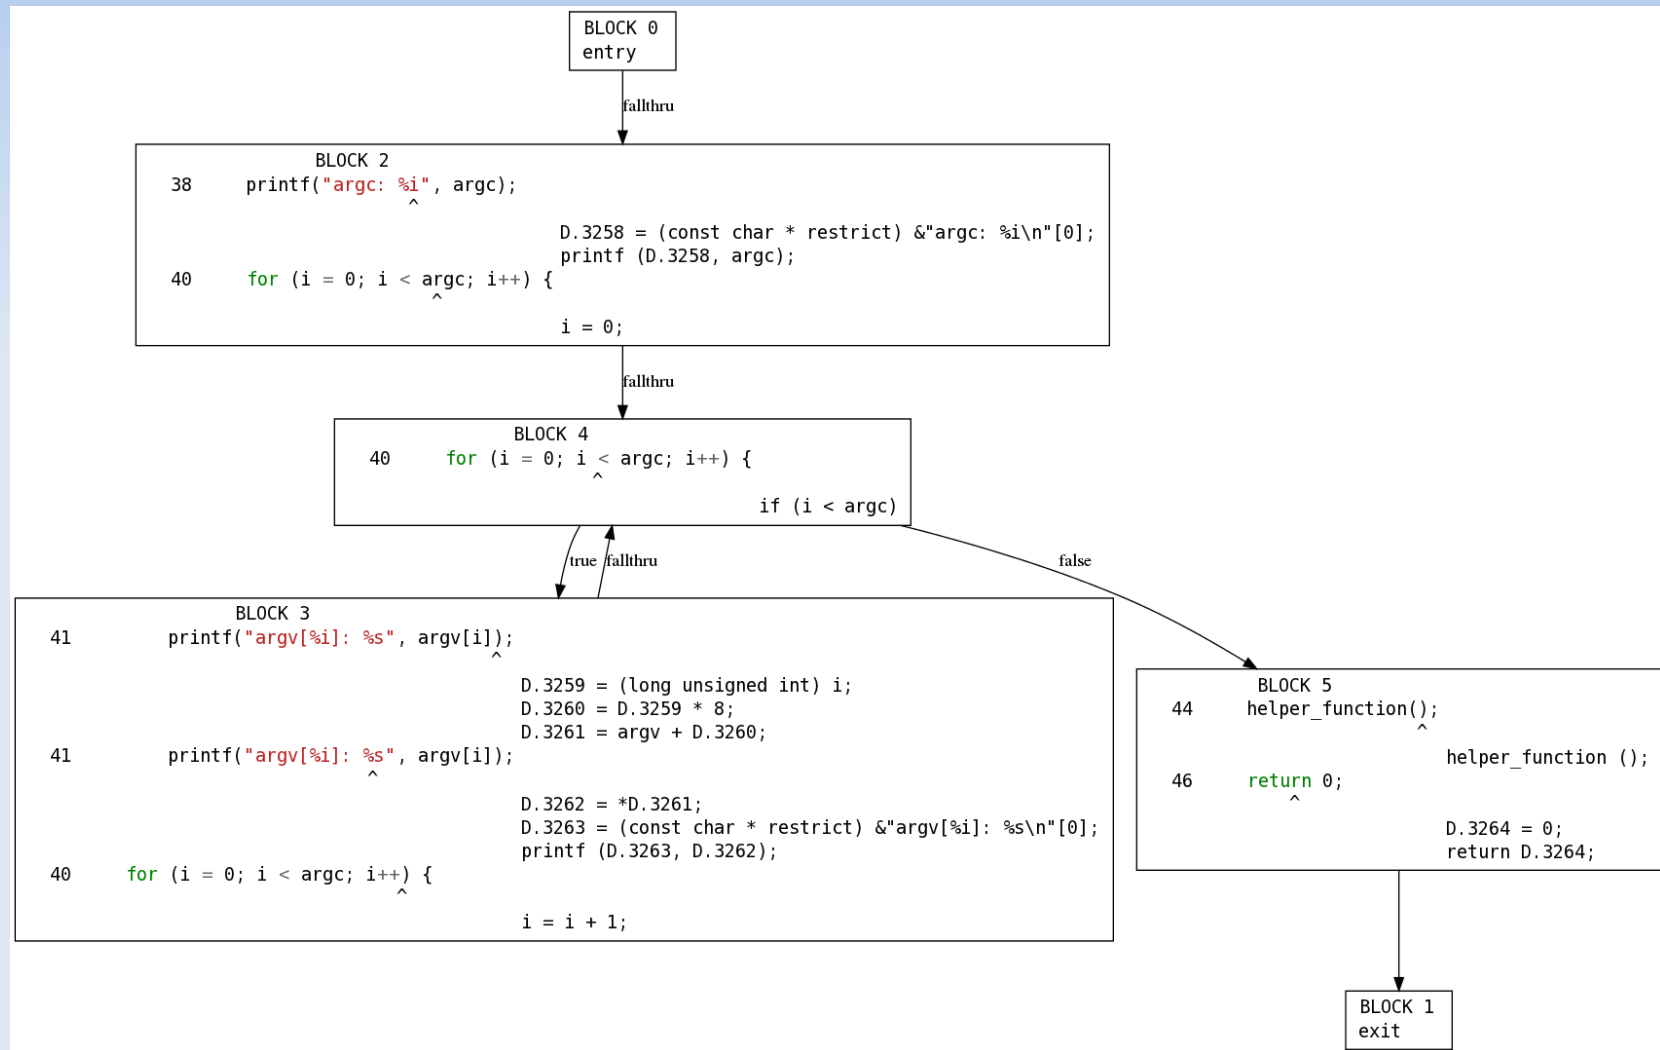 BLOCK 0
entry
fallthru
BLOCK 2
38 printf("argc: %i", argc);
^
D.3258 = (const char * restrict) &"argc: %i\n"[0];
printf (D.3258, argc);
40 for (i = 0; i < argc; i++) {
^
i = 0;
fallthru
BLOCK 4
40 for (i = 0; i < argc; i++) {
^
if (i < argc)
true
fallthru
false
BLOCK 3
41 printf("argv[%i]: %s", argv[i]);
^
D.3259 = (long unsigned int) i;
D.3260 = D.3259 * 8;
D.3261 = argv + D.3260;
41 printf("argv[%i]: %s", argv[i]);
^
D.3262 = *D.3261;
D.3263 = (const char * restrict) &"argv[%i]: %s\n"[0];
printf (D.3263, D.3262);
40 for (i = 0; i < argc; i++) {
^
i = i + 1;
BLOCK 5
44 helper_function();
^
helper_function ();
46 return 0;
^
D.3264 = 0;
return D.3264;
BLOCK 1
exit